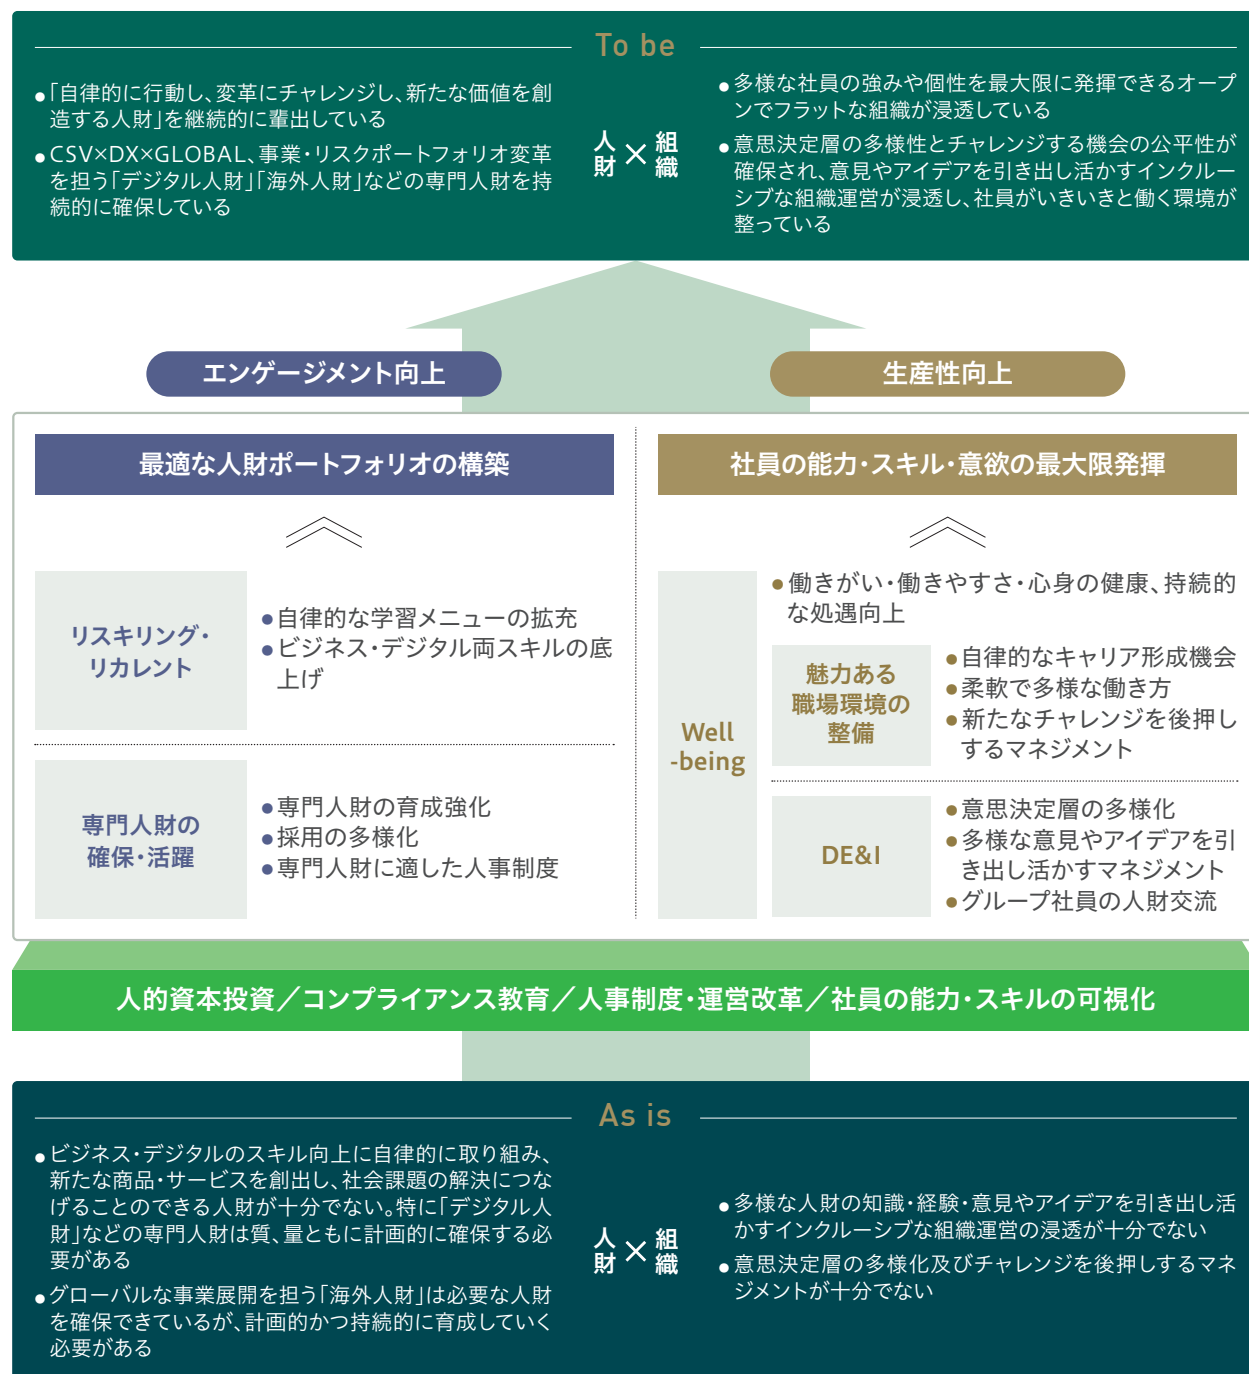 To be
●「自律的に行動し、変革にチャレンジし、新たな価値を創
造する人財」を継続的に輩出している
●CSV×DX×GLOBAL、事業・リスクポートフォリオ変革
を担う「デジタル人財」「海外人財」などの専門人財を持
続的に確保している
人財×組織
●多様な社員の強みや個性を最大限に発揮できるオープ
ンでフラットな組織が浸透している
●意思決定層の多様性とチャレンジする機会の公平性が
確保され、意見やアイデアを引き出し活かすインクルー
シブな組織運営が浸透し、社員がいきいきと働く環境が
整っている
エンゲージメント向上
生産性向上
最適な人財ポートフォリオの構築
リスキリング・
リカレント
●自律的な学習メニューの拡充
●ビジネス・デジタル両スキルの底
上げ
専門人財の
確保・活躍
●専門人財の育成強化
●採用の多様化
●専門人財に適した人事制度
社員の能力・スキル・意欲の最大限発揮
Well
-being
●働きがい・働きやすさ・心身の健康、持続的
な処遇向上
魅力ある
職場環境の
整備
●自律的なキャリア形成機会
●柔軟で多様な働き方
●新たなチャレンジを後押し
するマネジメント
DE&I
●意思決定層の多様化
●多様な意見やアイデアを引
き出し活かすマネジメント
●グループ社員の人財交流
人的資本投資／コンプライアンス教育／人事制度・運営改革／社員の能力・スキルの可視化
As is
●ビジネス・デジタルのスキル向上に自律的に取り組み、
新たな商品・サービスを創出し、社会課題の解決につな
げることのできる人財が十分でない。特に「デジタル人
財」などの専門人財は質、量ともに計画的に確保する必
要がある
●グローバルな事業展開を担う「海外人財」は必要な人財
を確保できているが、計画的かつ持続的に育成していく
必要がある
人財×組織
●多様な人財の知識・経験・意見やアイデアを引き出し活
かすインクルーシブな組織運営の浸透が十分でない
●意思決定層の多様化及びチャレンジを後押しするマネ
ジメントが十分でない